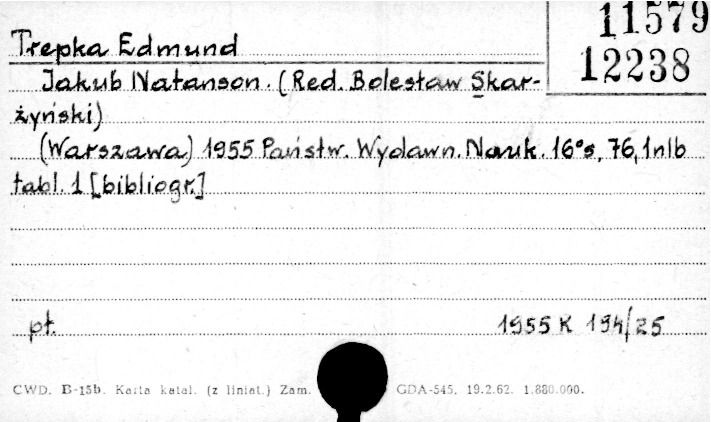 11579
Trepka Edmund
12238
Jakub Natanson. (Red. Bolesław Skar-
żyński)
(Warszawa) 1955 Państw. Wydawn. Nauk. 16°s, 76, 1nlb
tabl. 1 [bibliogr.]
pł. 1955 K 194/25
CWD. B-15b. Karta katal. (z liniat.) Zam. GDA-545. 19.2.62. 1.880.000.